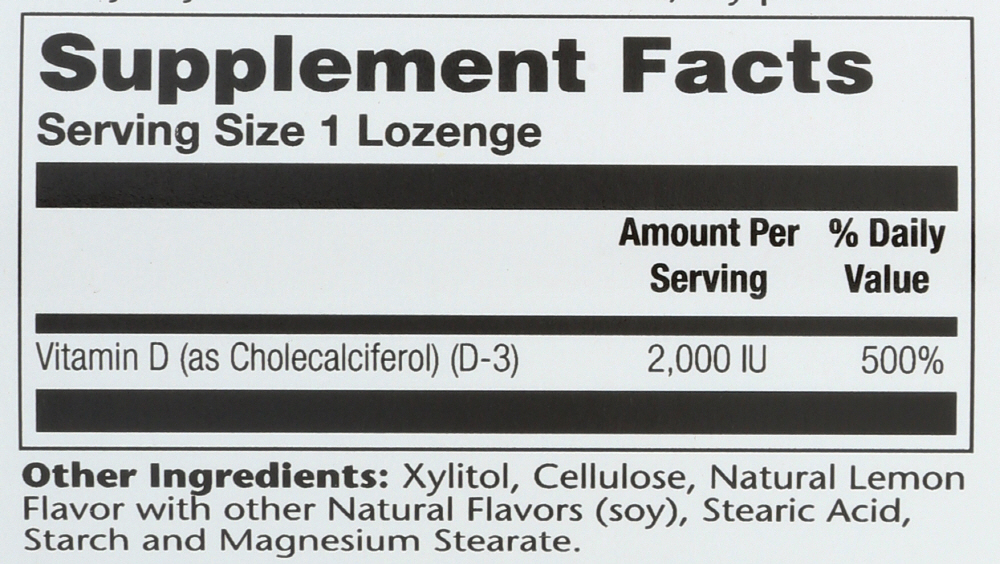 Supplement Facts
Serving Size 1 Lozenge
Amount Per % Daily
Serving Value
Vitamin D (as Cholecalciferol) (D-3) 2,000 IU 500%
Other Ingredients: Xylitol, Cellulose, Natural Lemon
Flavor with other Natural Flavors (soy), Stearic Acid,
Starch and Magnesium Stearate.